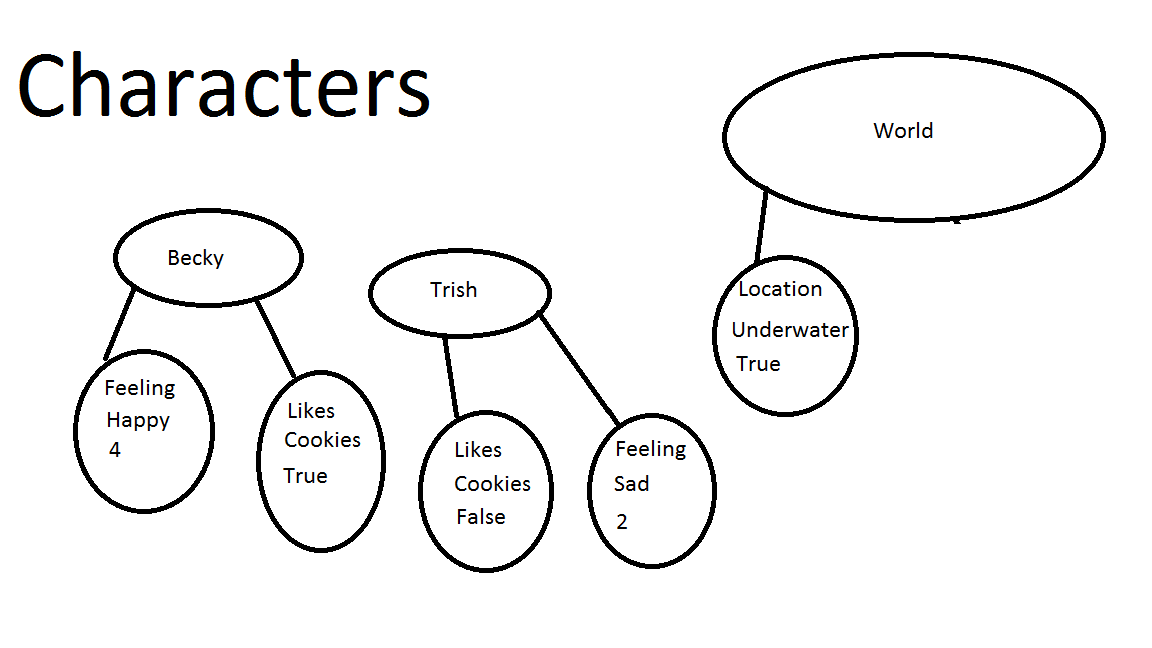 Characters
World
Becky
Trish
Location
Underwater
True
Feeling
Happy
4
Likes
Cookies
True
Likes
Cookies
False
Feeling
Sad
2